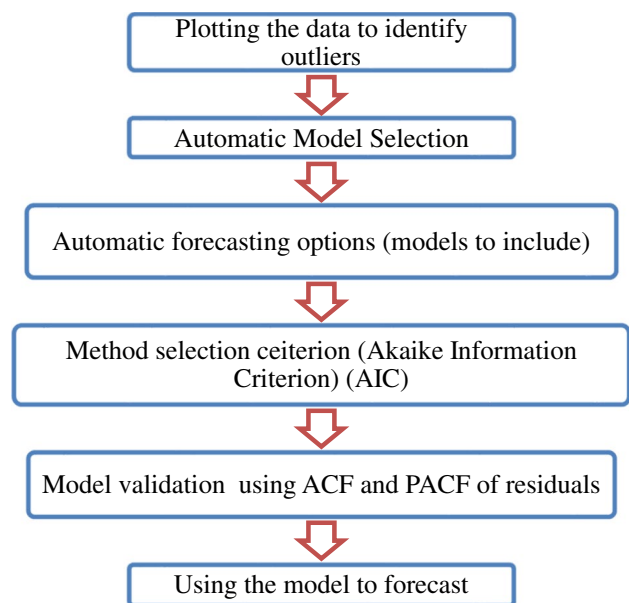 Plotting the data to identify
outliers
Automatic Model Selection
Automatic forecasting options (models to include)
Method selection ceiterion (Akaike Information
Criterion) (AIC)
Model validation using ACF and PACF of residuals
Using the model to forecast